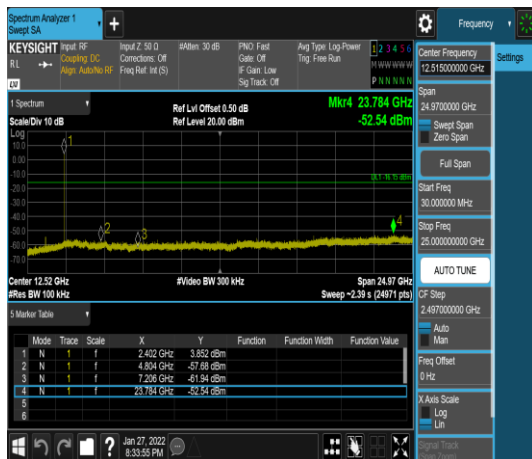 Spectrum Analyzer 1
Swept SA
Frequency
KEYSIGHT Input: RF Input Z: 50 Ω #Atten: 30 dB PNO: Fast Avg Type: Log-Power 1 2 3 4 5 6
RL Coupling: DC Corrections: Off Gate: Off Trig: Free Run M W W W W W
Align: Auto/No RF Freq Ref: Int (S) IF Gain: Low
Sig Track: Off P N N N N N
LXI
1 Spectrum
Ref Lvl Offset 0.50 dB
Mkr4 23.784 GHz
Scale/Div 10 dB
Ref Level 20.00 dBm
-52.54 dBm
Log
10.0
0.00
-10.0
-20.0
-30.0
-40.0
-50.0
-60.0
-70.0
1
2
3
4
Center 12.52 GHz
#Video BW 300 kHz
Span 24.97 GHz
#Res BW 100 kHz
Sweep ~2.39 s (24971 pts)
5 Marker Table
Mode Trace Scale X Y Function Function Width Function Value
1 N 1 f 2.402 GHz 3.852 dBm
2 N 1 f 4.804 GHz -57.68 dBm
3 N 1 f 7.206 GHz -61.94 dBm
4 N 1 f 23.784 GHz -52.54 dBm
5
6
Jan 27, 2022
8:33:55 PM
Center Frequency
12.515000000 GHz
Settings
Span
24.9700000 GHz
Swept Span
Zero Span
Full Span
Start Freq
30.000000 MHz
Stop Freq
25.000000000 GHz
AUTO TUNE
CF Step
2.497000000 GHz
Auto
Man
Freq Offset
0 Hz
X Axis Scale
Log
Lin
Signal Track
(Span Zoom)